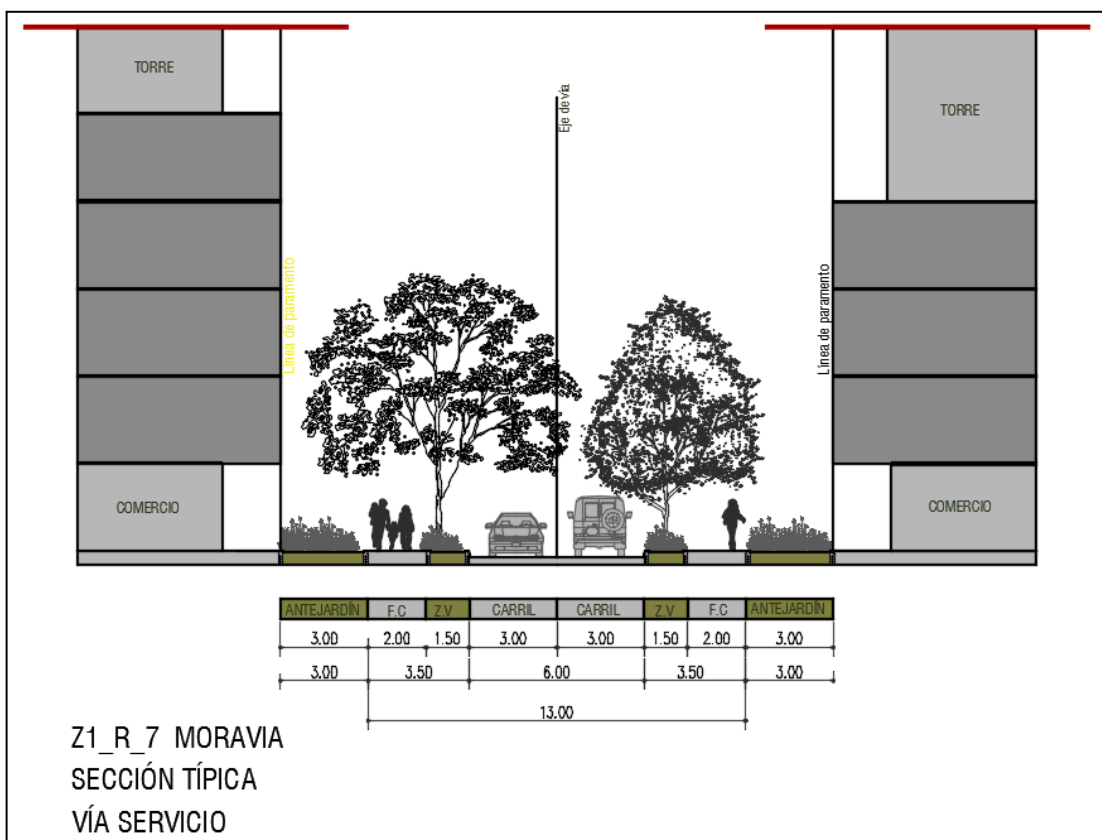 TORRE
TORRE
Eje de vía
Línea de paramento
Línea de paramento
COMERCIO
COMERCIO
ANTEJARDÍN F.C Z.V CARRIL CARRIL Z.V F.C ANTEJARDÍN
3.00 2.00 1.50 3.00 3.00 1.50 2.00 3.00
3.00 3.50 6.00 3.50 3.00
13.00
Z1_R_7 MORAVIA
SECCIÓN TÍPICA
VÍA SERVICIO